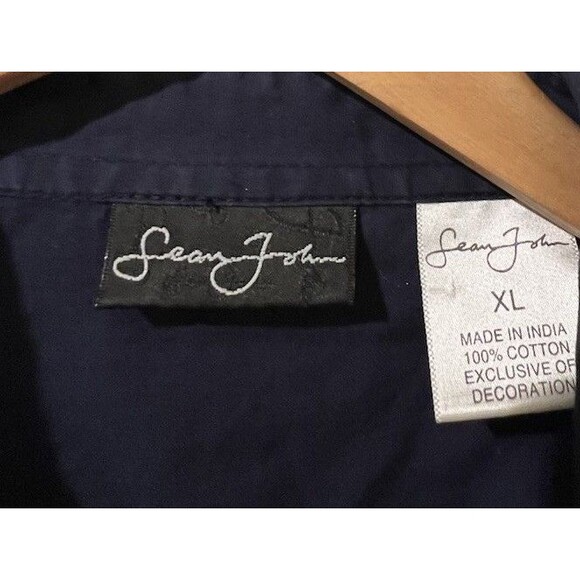 Sean John
Sean John
XL
MADE IN INDIA
100% COTTON
EXCLUSIVE OF
DECORATION